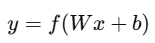 y = f(Wx + b)